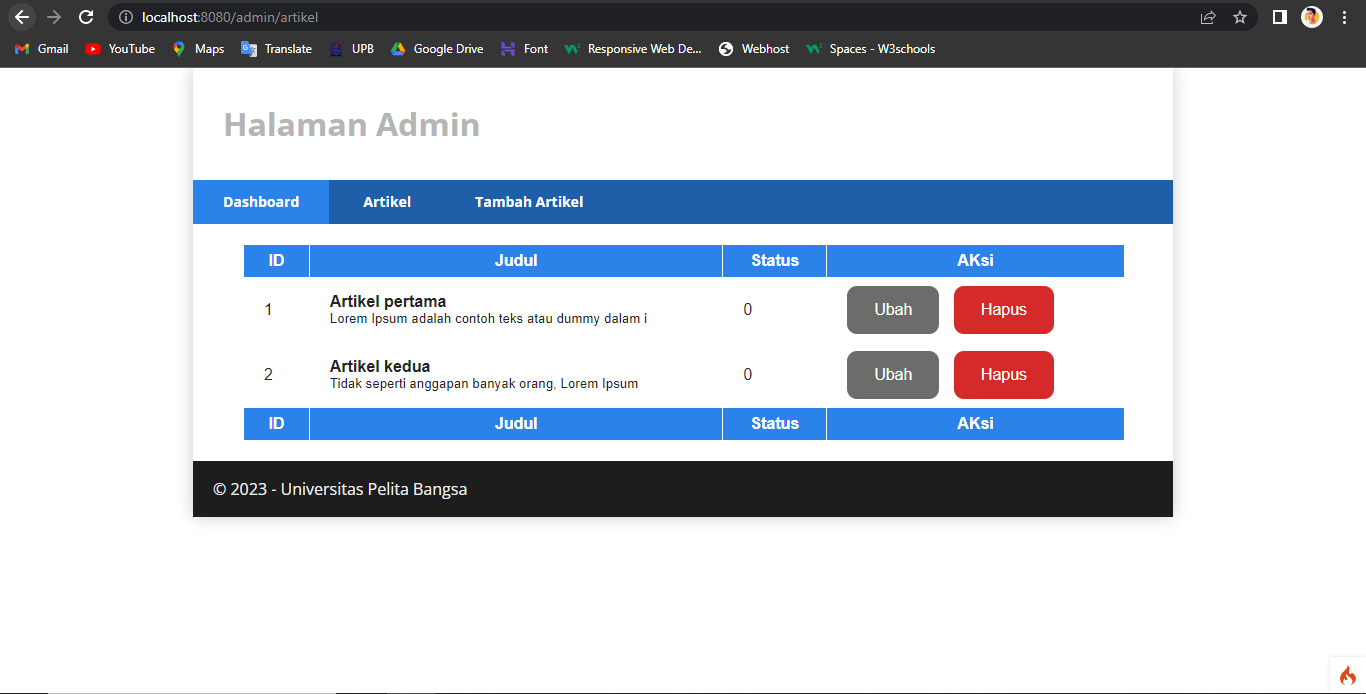 localhost:8080/admin/artikel
Gmail YouTube Maps Translate UPB Google Drive Font Responsive Web De... Webhost Spaces - W3schools
Halaman Admin
Dashboard Artikel Tambah Artikel
ID Judul Status AKsi
1 Artikel pertama 0 Ubah Hapus
Lorem Ipsum adalah contoh teks atau dummy dalam i
2 Artikel kedua 0 Ubah Hapus
Tidak seperti anggapan banyak orang, Lorem Ipsum
ID Judul Status AKsi
© 2023 - Universitas Pelita Bangsa